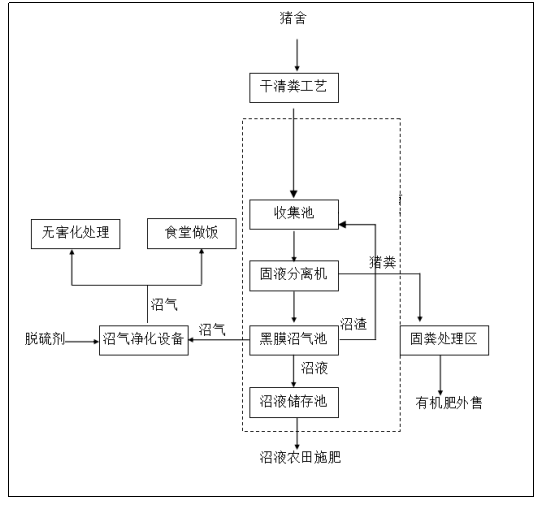 猪舍
干清粪工艺
收集池
无害化处理
食堂做饭
固液分离机
猪粪
沼气
沼渣
脱硫剂
沼气净化设备
沼气
黑膜沼气池
固粪处理区
沼液
沼液储存池
有机肥外售
沼液农田施肥